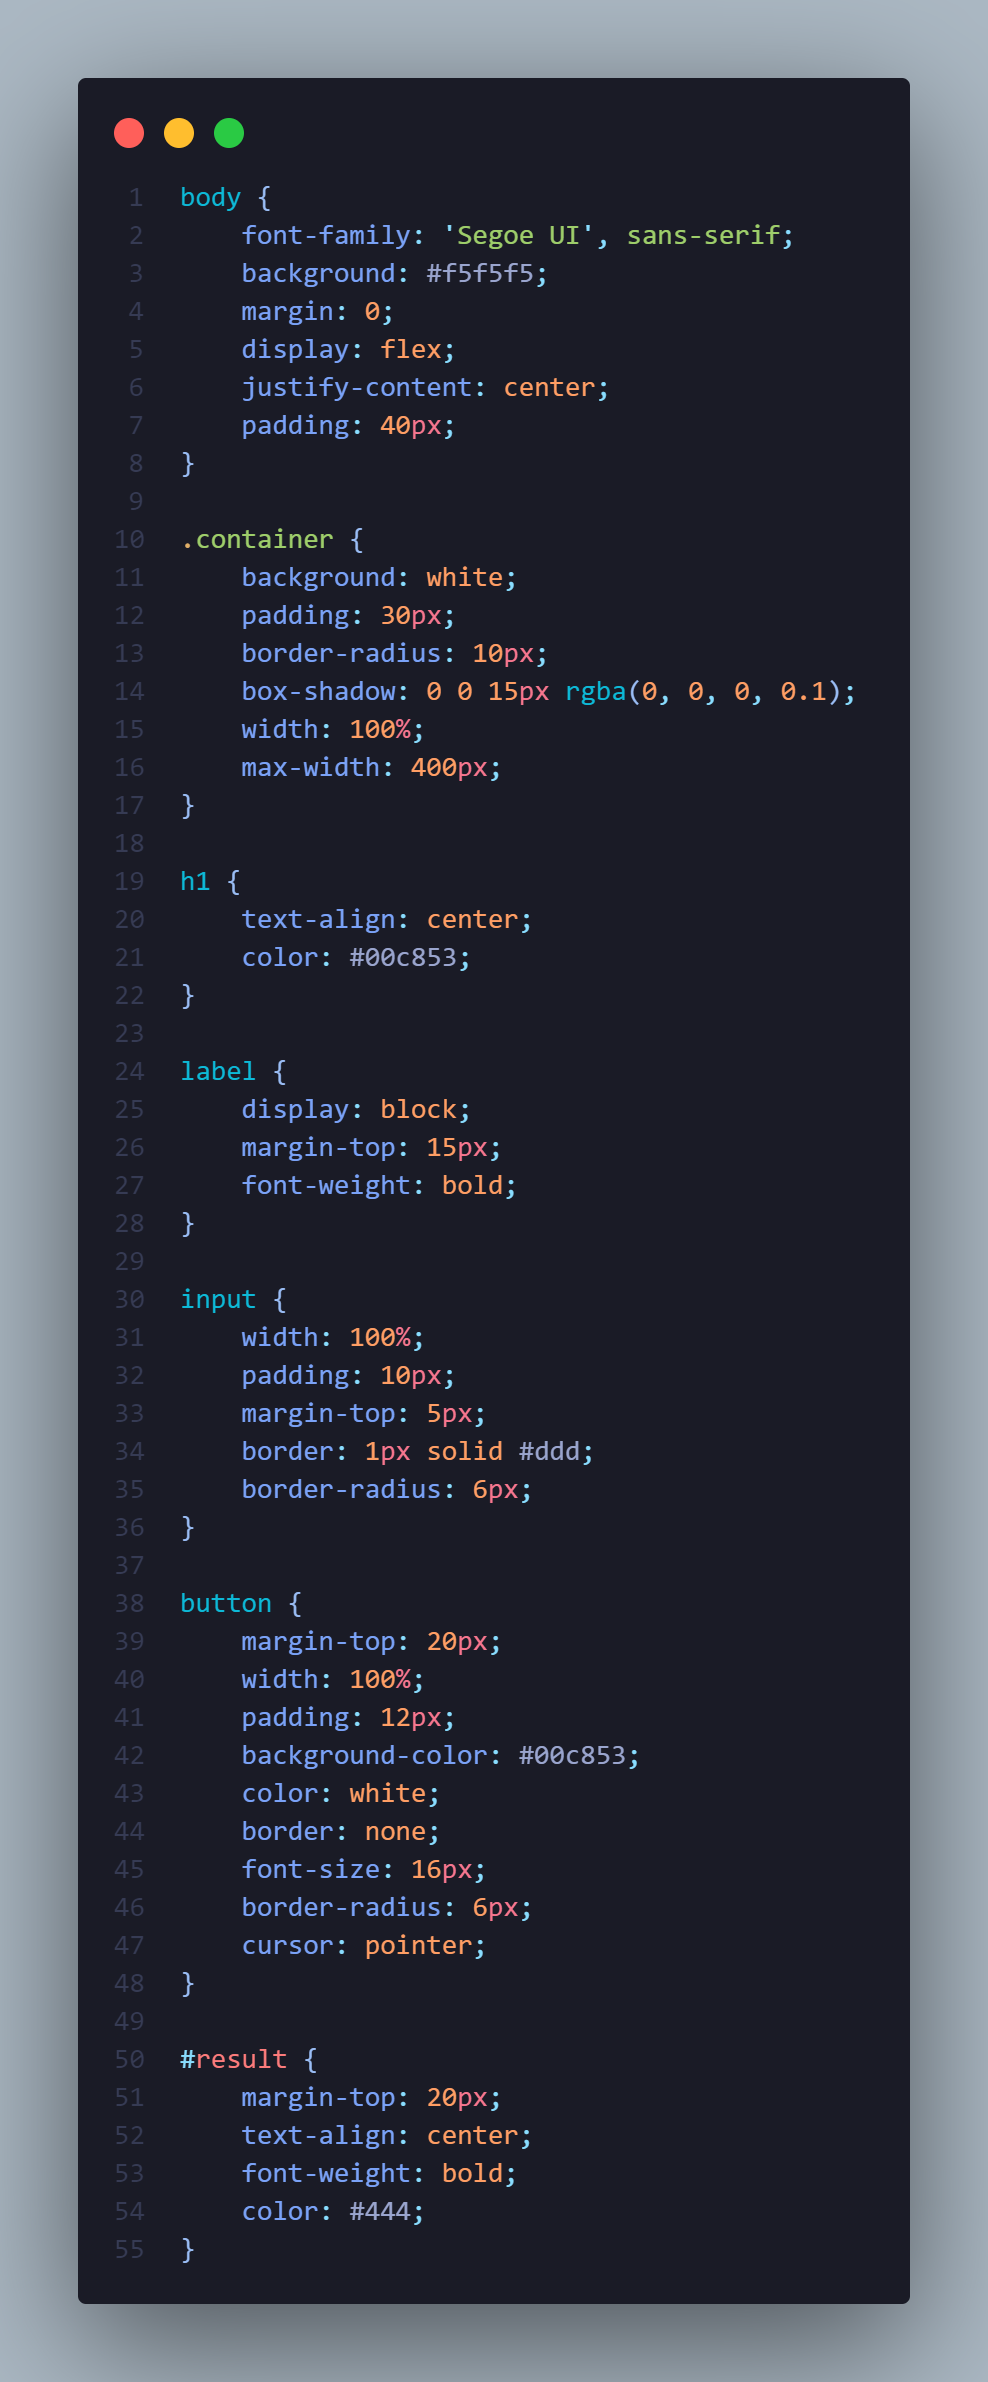 1 body {
2     font-family: 'Segoe UI', sans-serif;
3     background: #f5f5f5;
4     margin: 0;
5     display: flex;
6     justify-content: center;
7     padding: 40px;
8 }
9
10 .container {
11     background: white;
12     padding: 30px;
13     border-radius: 10px;
14     box-shadow: 0 0 15px rgba(0, 0, 0, 0.1);
15     width: 100%;
16     max-width: 400px;
17 }
18
19 h1 {
20     text-align: center;
21     color: #00c853;
22 }
23
24 label {
25     display: block;
26     margin-top: 15px;
27     font-weight: bold;
28 }
29
30 input {
31     width: 100%;
32     padding: 10px;
33     margin-top: 5px;
34     border: 1px solid #ddd;
35     border-radius: 6px;
36 }
37
38 button {
39     margin-top: 20px;
40     width: 100%;
41     padding: 12px;
42     background-color: #00c853;
43     color: white;
44     border: none;
45     font-size: 16px;
46     border-radius: 6px;
47     cursor: pointer;
48 }
49
50 #result {
51     margin-top: 20px;
52     text-align: center;
53     font-weight: bold;
54     color: #444;
55 }